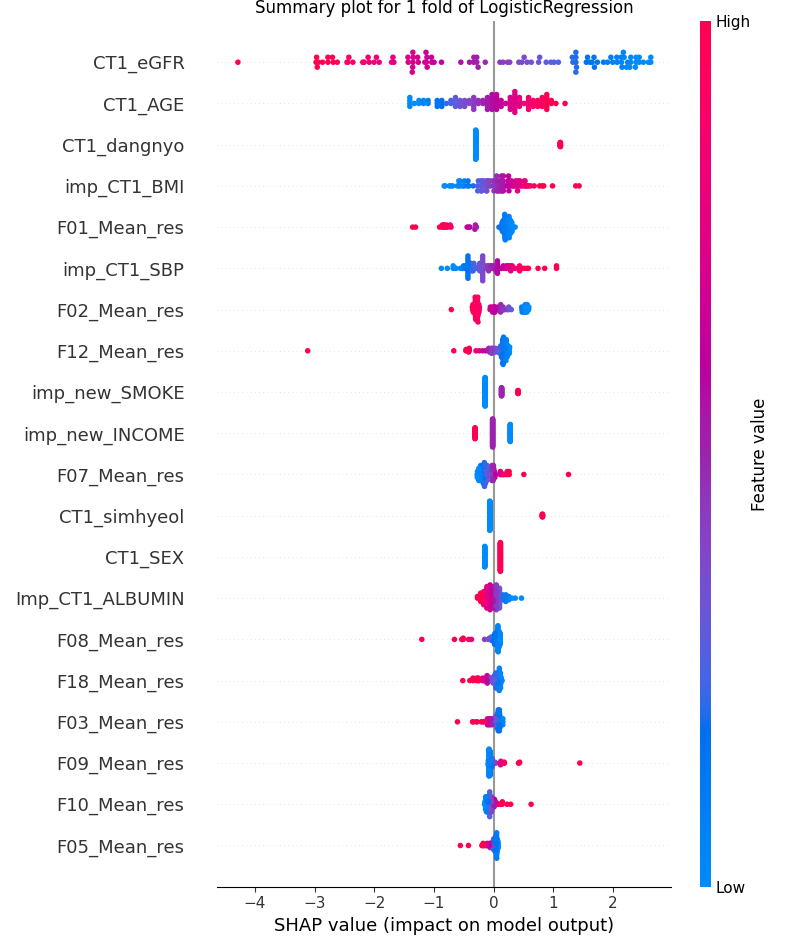 Summary plot for 1 fold of LogisticRegression
High
CT1_eGFR
CT1_AGE
CT1_dangnyo
imp_CT1_BMI
F01_Mean_res
imp_CT1_SBP
F02_Mean_res
F12_Mean_res
imp_new_SMOKE
imp_new_INCOME
F07_Mean_res
CT1_simhyeol
CT1_SEX
Imp_CT1_ALBUMIN
F08_Mean_res
F18_Mean_res
F03_Mean_res
F09_Mean_res
F10_Mean_res
F05_Mean_res
Feature value
Low
−4 −3 −2 −1 0 1 2
SHAP value (impact on model output)